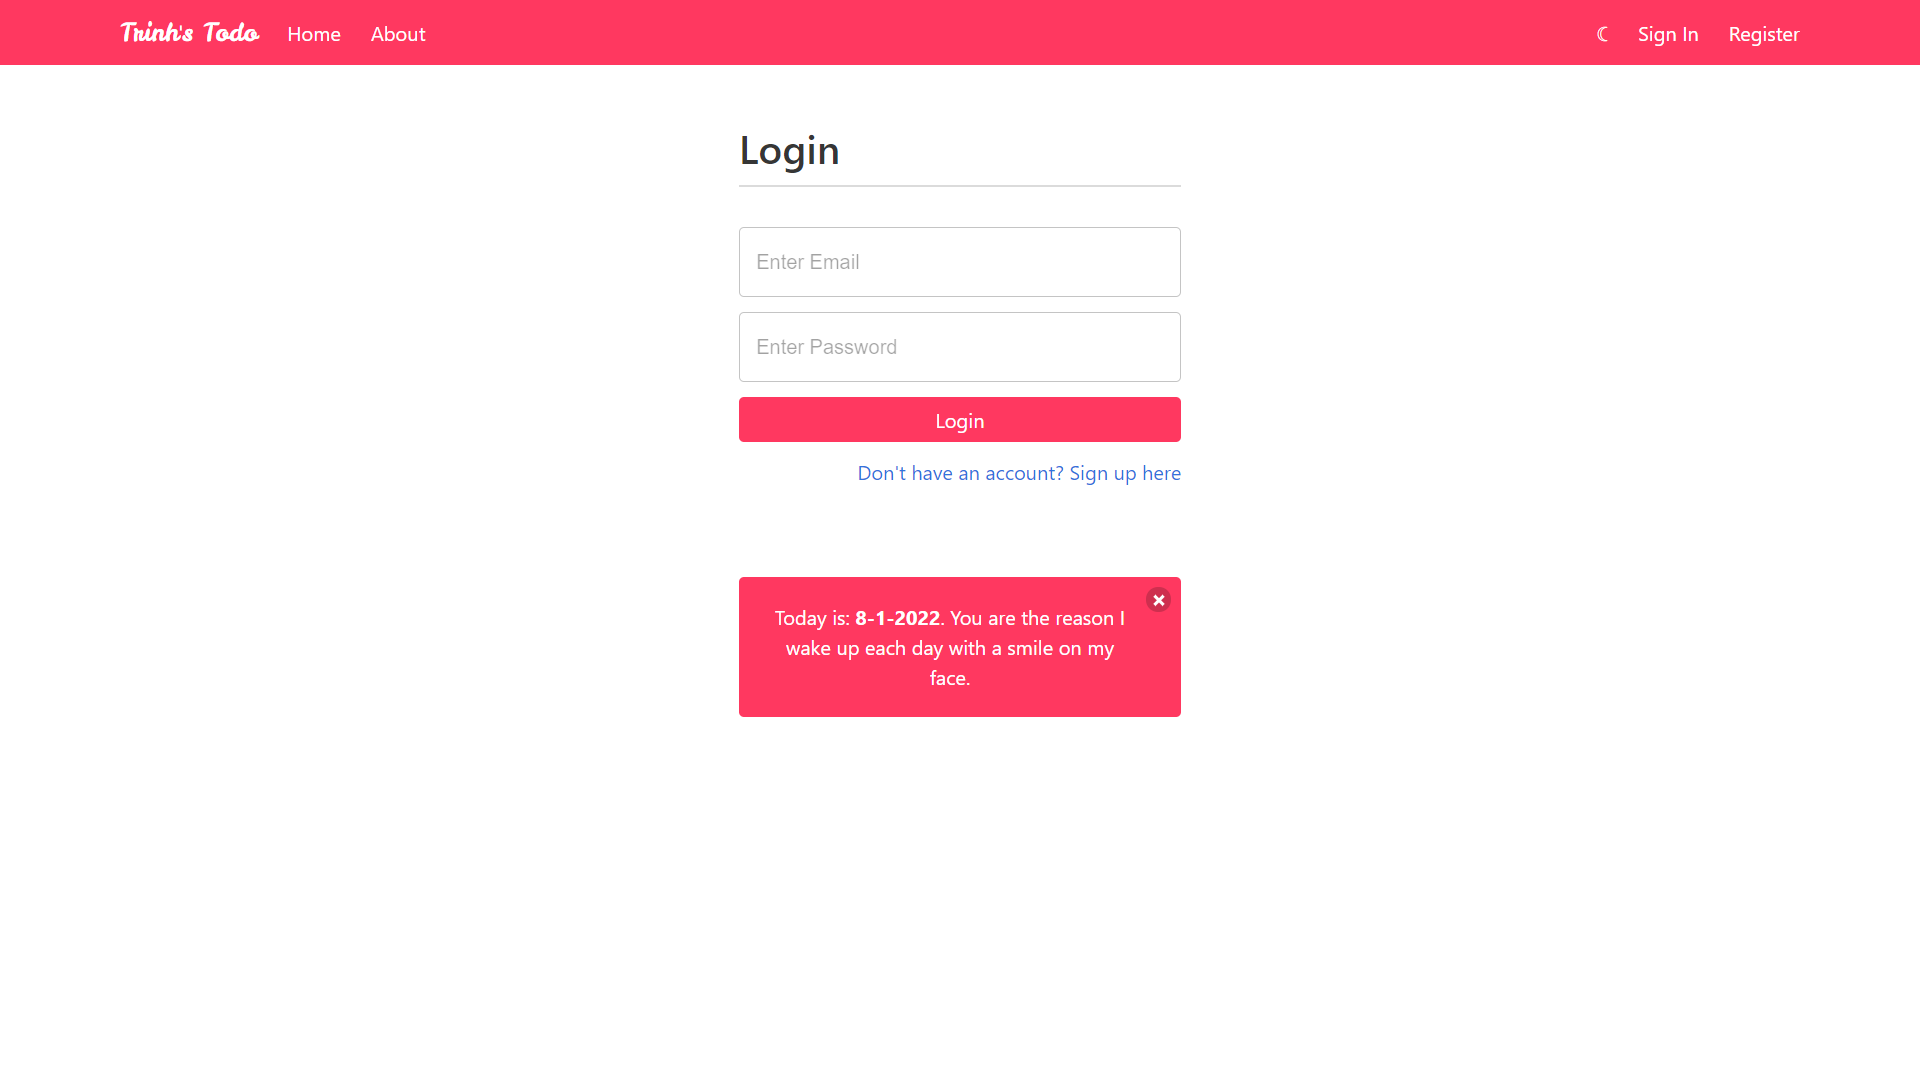 Trinh's Todo Home About ☾ Sign In Register
Login
Enter Email
Enter Password
Login
Don't have an account? Sign up here
Today is: 8-1-2022. You are the reason I
wake up each day with a smile on my
face.